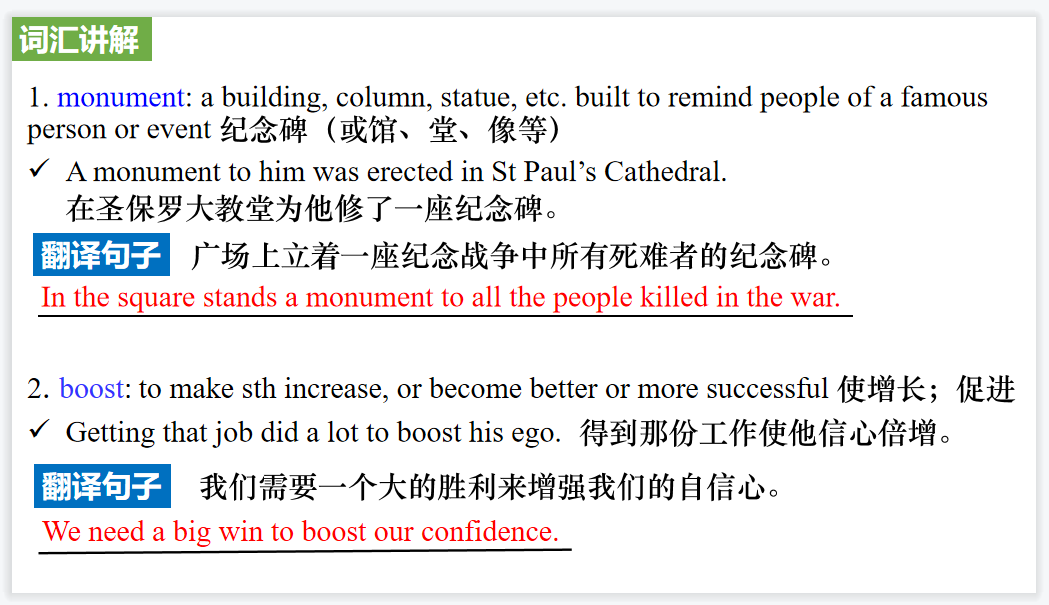 词汇讲解
1. monument: a building, column, statue, etc. built to remind people of a famous
person or event 纪念碑（或馆、堂、像等）
✓ A monument to him was erected in St Paul’s Cathedral.
在圣保罗大教堂为他修了一座纪念碑。
翻译句子 广场上立着一座纪念战争中所有死难者的纪念碑。
In the square stands a monument to all the people killed in the war.
2. boost: to make sth increase, or become better or more successful 使增长；促进
✓ Getting that job did a lot to boost his ego. 得到那份工作使他信心倍增。
翻译句子 我们需要一个大的胜利来增强我们的自信心。
We need a big win to boost our confidence.